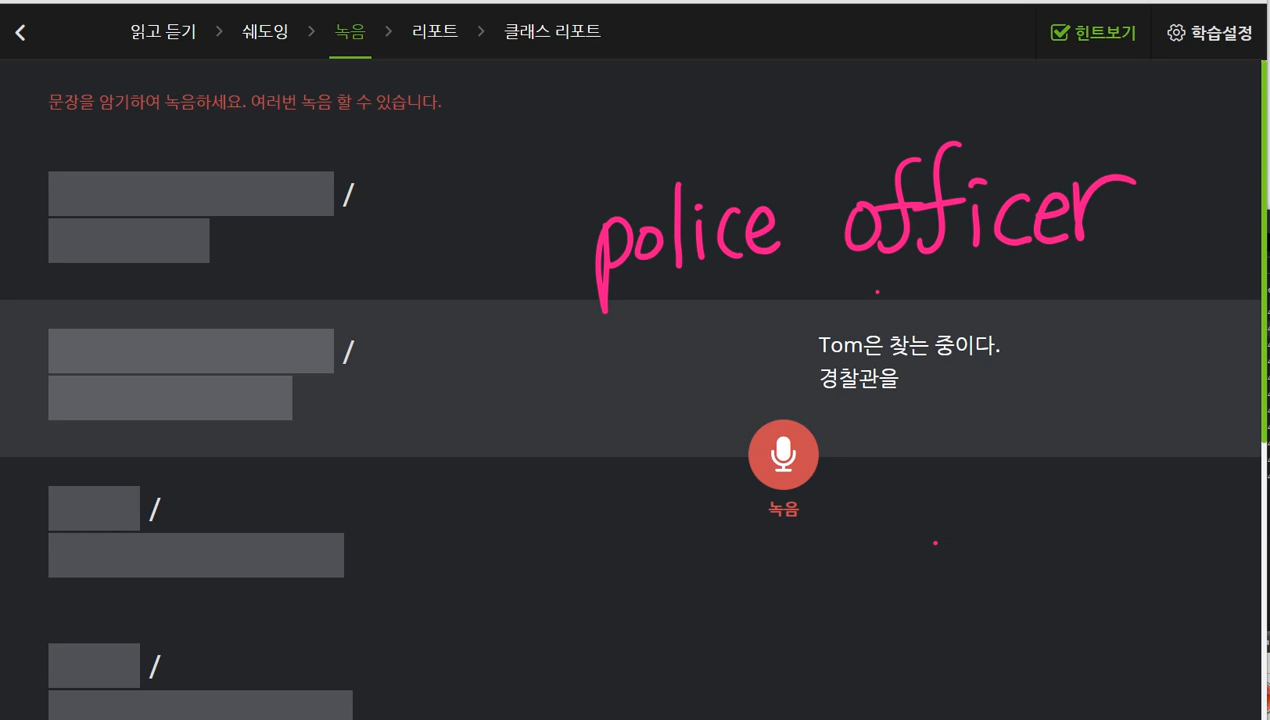 읽고 듣기 > 쉐도잉 > 녹음 > 리포트 > 클래스 리포트 힌트보기 학습설정
문장을 암기하여 녹음하세요. 여러번 녹음 할 수 있습니다.
/
police officer
/
Tom은 찾는 중이다.
경찰관을
녹음
/
/